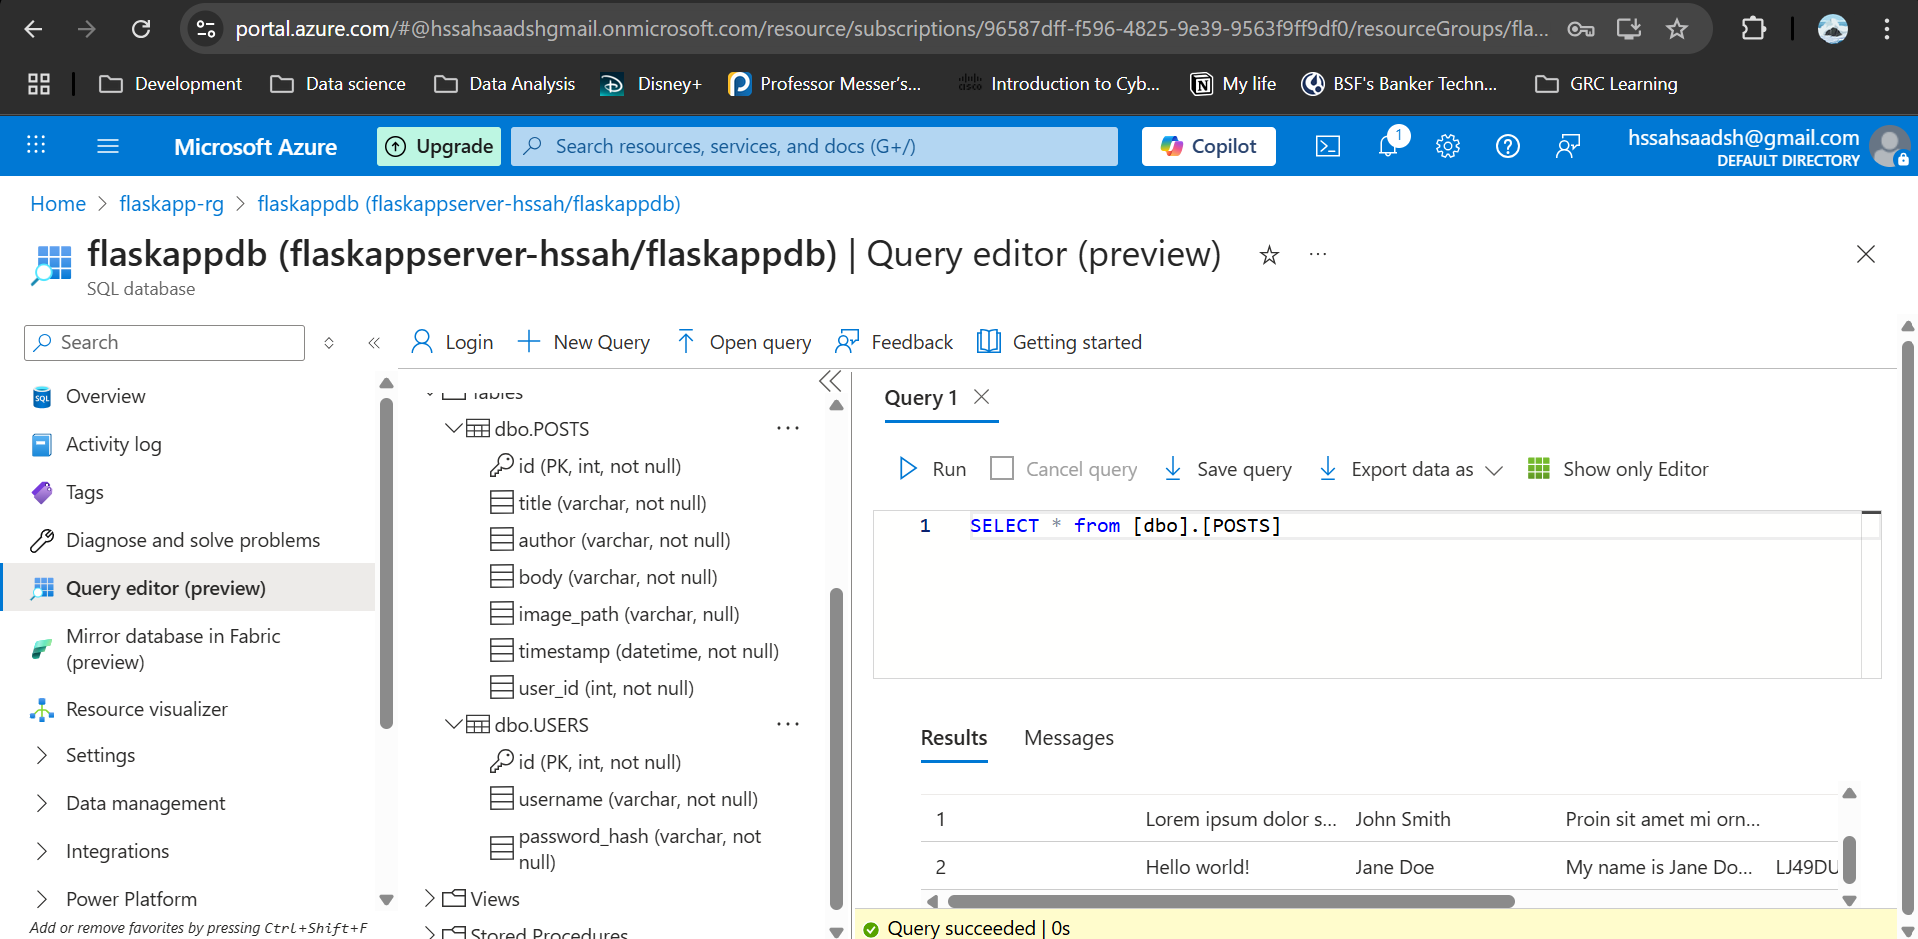 portal.azure.com/#@hssahsaadshgmail.onmicrosoft.com/resource/subscriptions/96587dff-f596-4825-9e39-9563f9ff9df0/resourceGroups/fla...
Development
Data science
Data Analysis
Disney+
Professor Messer's...
Introduction to Cyb...
My life
BSF's Banker Techn...
GRC Learning
Microsoft Azure
Upgrade
Search resources, services, and docs (G+/)
Copilot
1
hssahsaadsh@gmail.com
DEFAULT DIRECTORY
Home > flaskapp-rg > flaskappdb (flaskappserver-hssah/flaskappdb)
flaskappdb (flaskappserver-hssah/flaskappdb) | Query editor (preview)
SQL database
Search
Overview
Activity log
Tags
Diagnose and solve problems
Query editor (preview)
Mirror database in Fabric
(preview)
Resource visualizer
Settings
Data management
Integrations
Power Platform
Add or remove favorites by pressing Ctrl+Shift+F
Login
New Query
Open query
Feedback
Getting started
Tables
dbo.POSTS
id (PK, int, not null)
title (varchar, not null)
author (varchar, not null)
body (varchar, not null)
image_path (varchar, null)
timestamp (datetime, not null)
user_id (int, not null)
dbo.USERS
id (PK, int, not null)
username (varchar, not null)
password_hash (varchar, not
null)
Views
Stored Procedures
Query 1
Run
Cancel query
Save query
Export data as
Show only Editor
1 SELECT * from [dbo].[POSTS]
Results
Messages
1 Lorem ipsum dolor s... John Smith Proin sit amet mi orn...
2 Hello world! Jane Doe My name is Jane Do... LJ49DU
Query succeeded | 0s